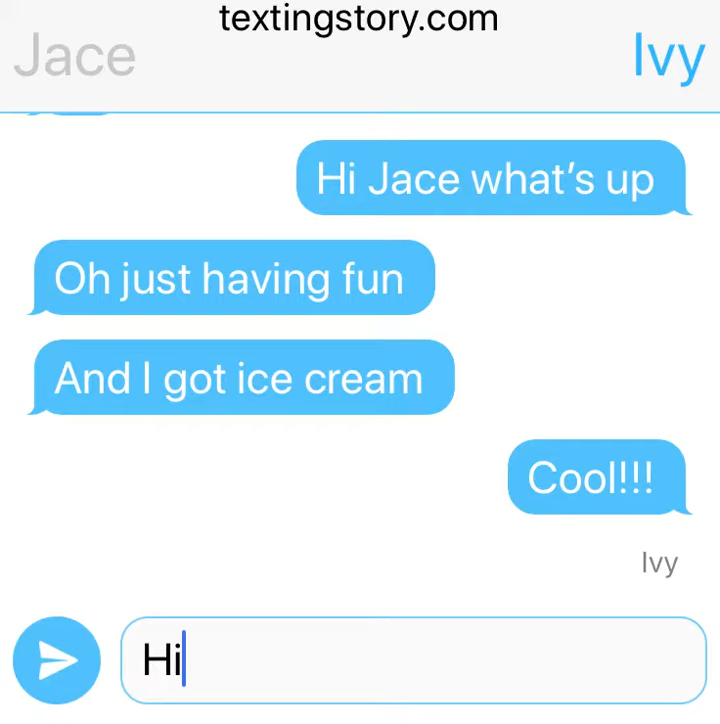 textingstory.com
Jace
Ivy
Hi Jace what’s up
Oh just having fun
And I got ice cream
Cool!!!
Ivy
Hi